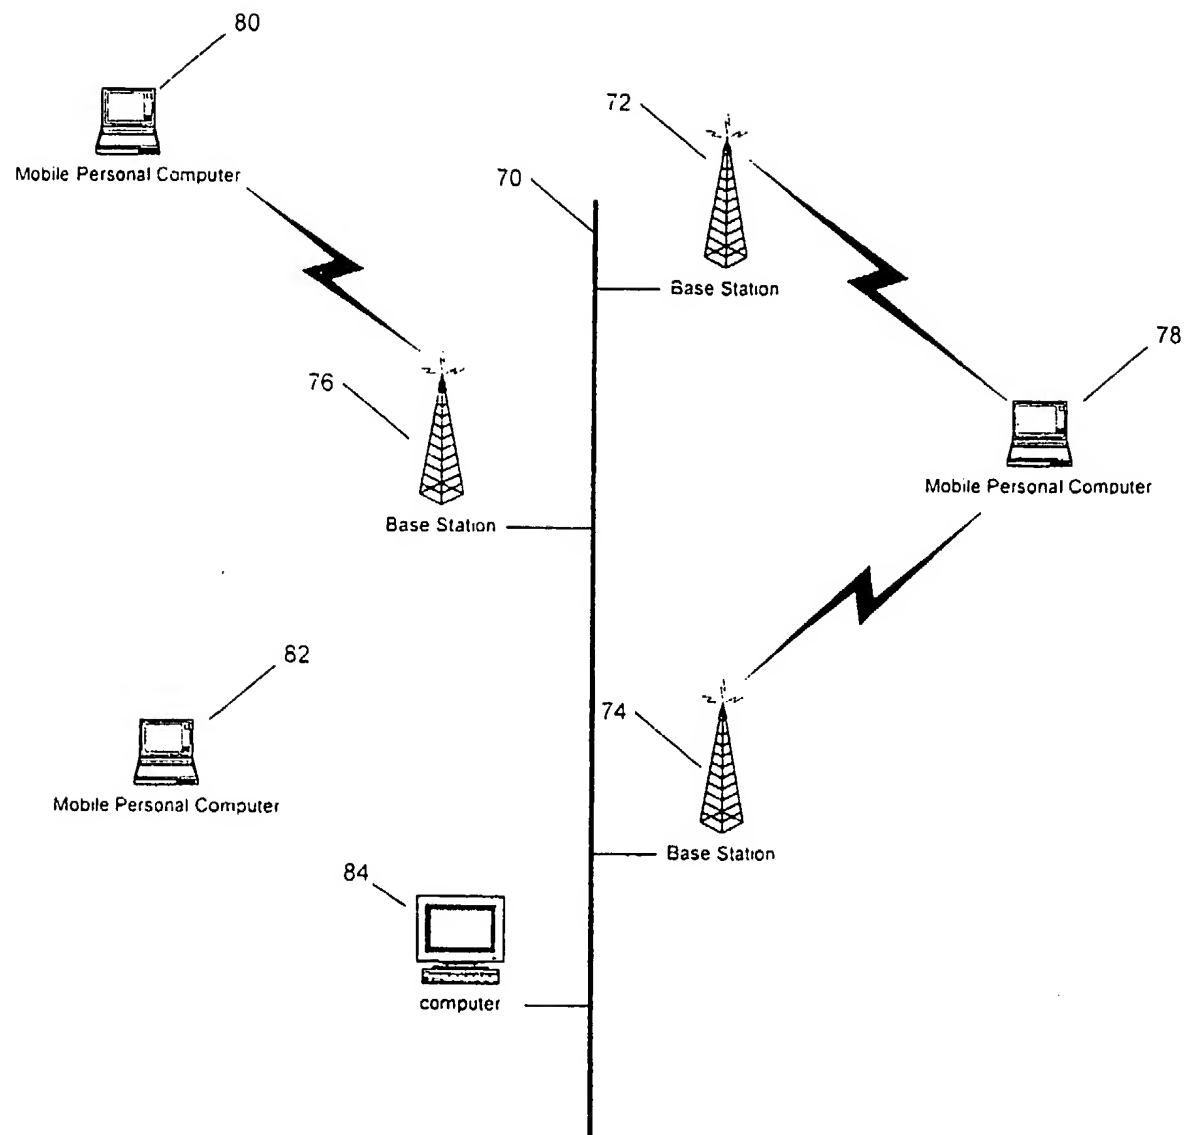 80
Mobile Personal Computer
72
Base Station
70
78
Mobile Personal Computer
76
Base Station
82
Mobile Personal Computer
74
Base Station
84
computer